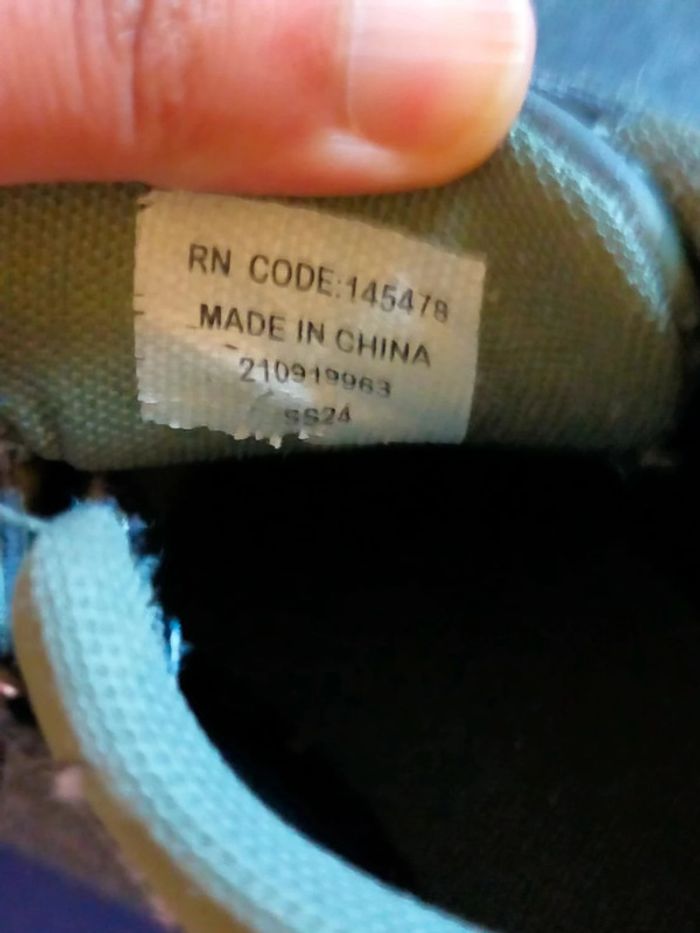 RN CODE:145478
MADE IN CHINA
210919963
SS24